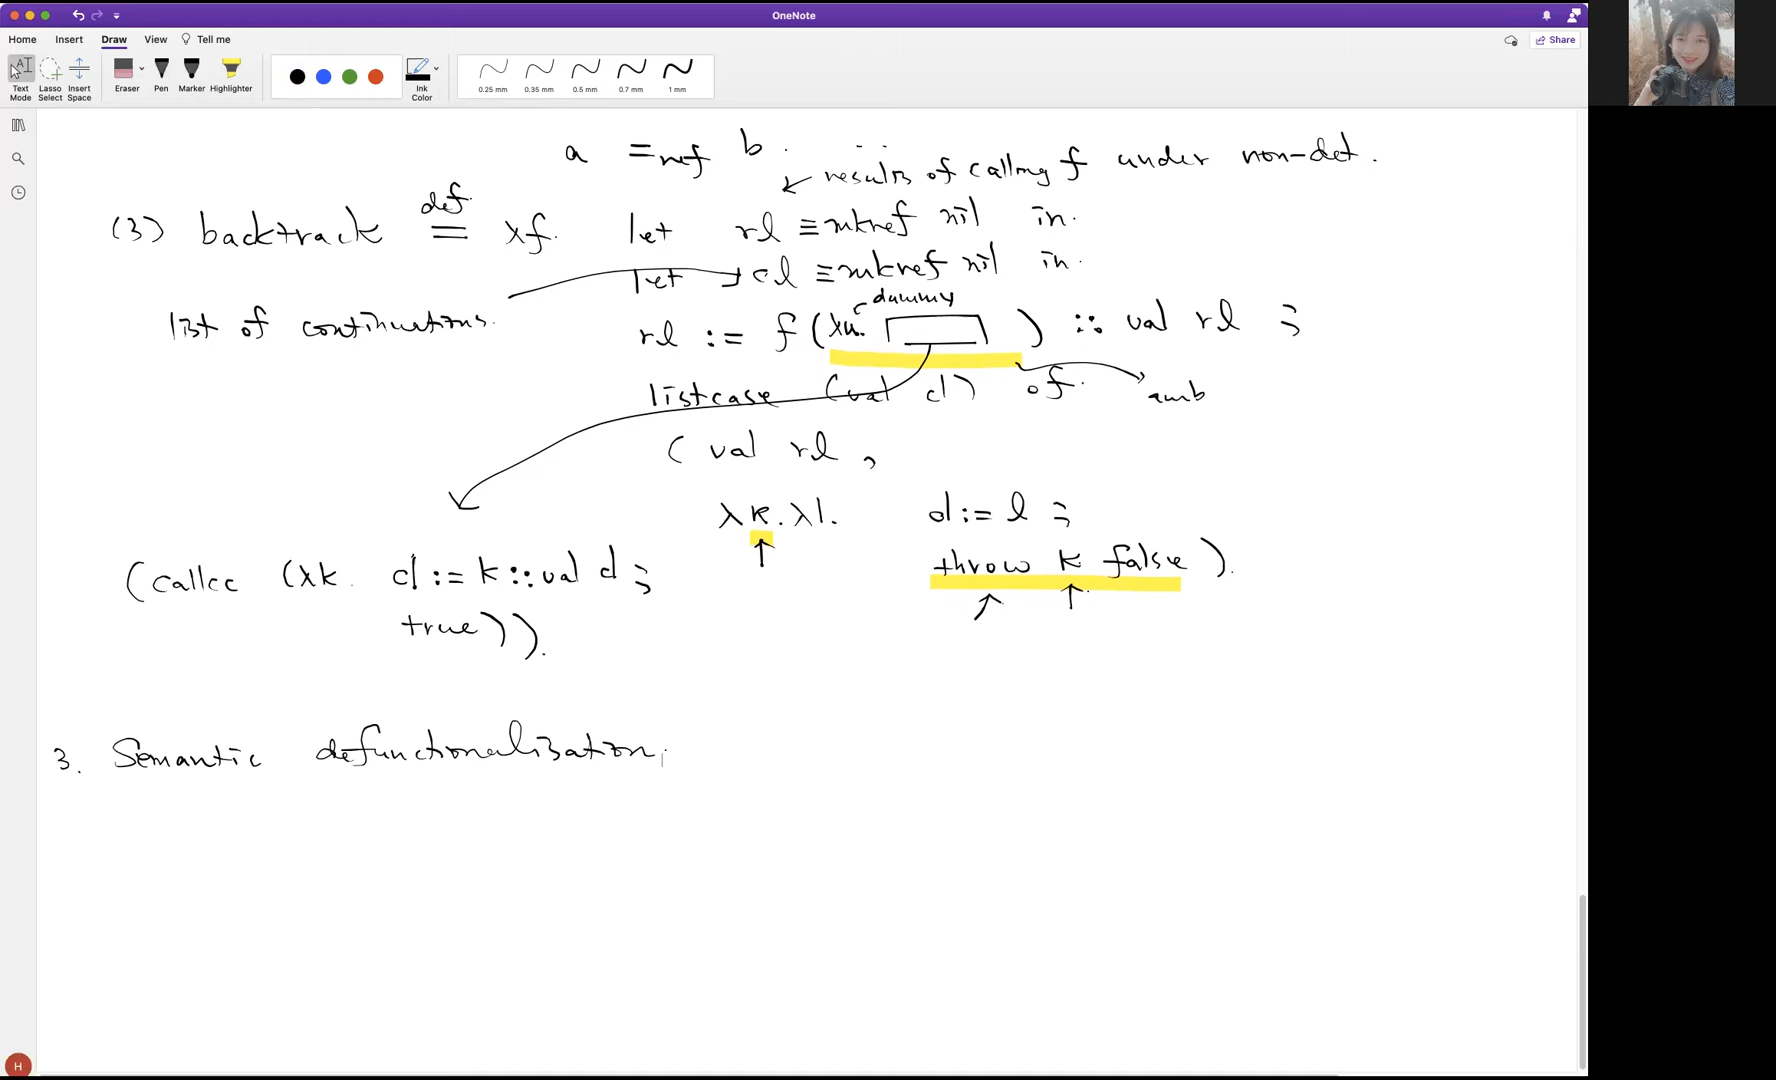 OneNote
Home Insert Draw View Tell me Share
Text Mode Lasso Select Insert Space Eraser Pen Marker Highlighter Ink Color 0.25 mm 0.35 mm 0.5 mm 0.7 mm 1 mm
a =ref b. ..
↙ results of calling f under non-det.
(3) backtrack def = λf. let rl ≡ mkref nil in.
let cl ≡ mkref nil in.
list of continuations.
dummy
rl := f (λu. ) :: val rl ;
listcase (val cl) of. amb
( val rl ,
λk.λl. cl := l ;
throw k false ).
(callcc (λk. cl := k :: val cl ;
true)).
3. Semantic defunctionalization;
H